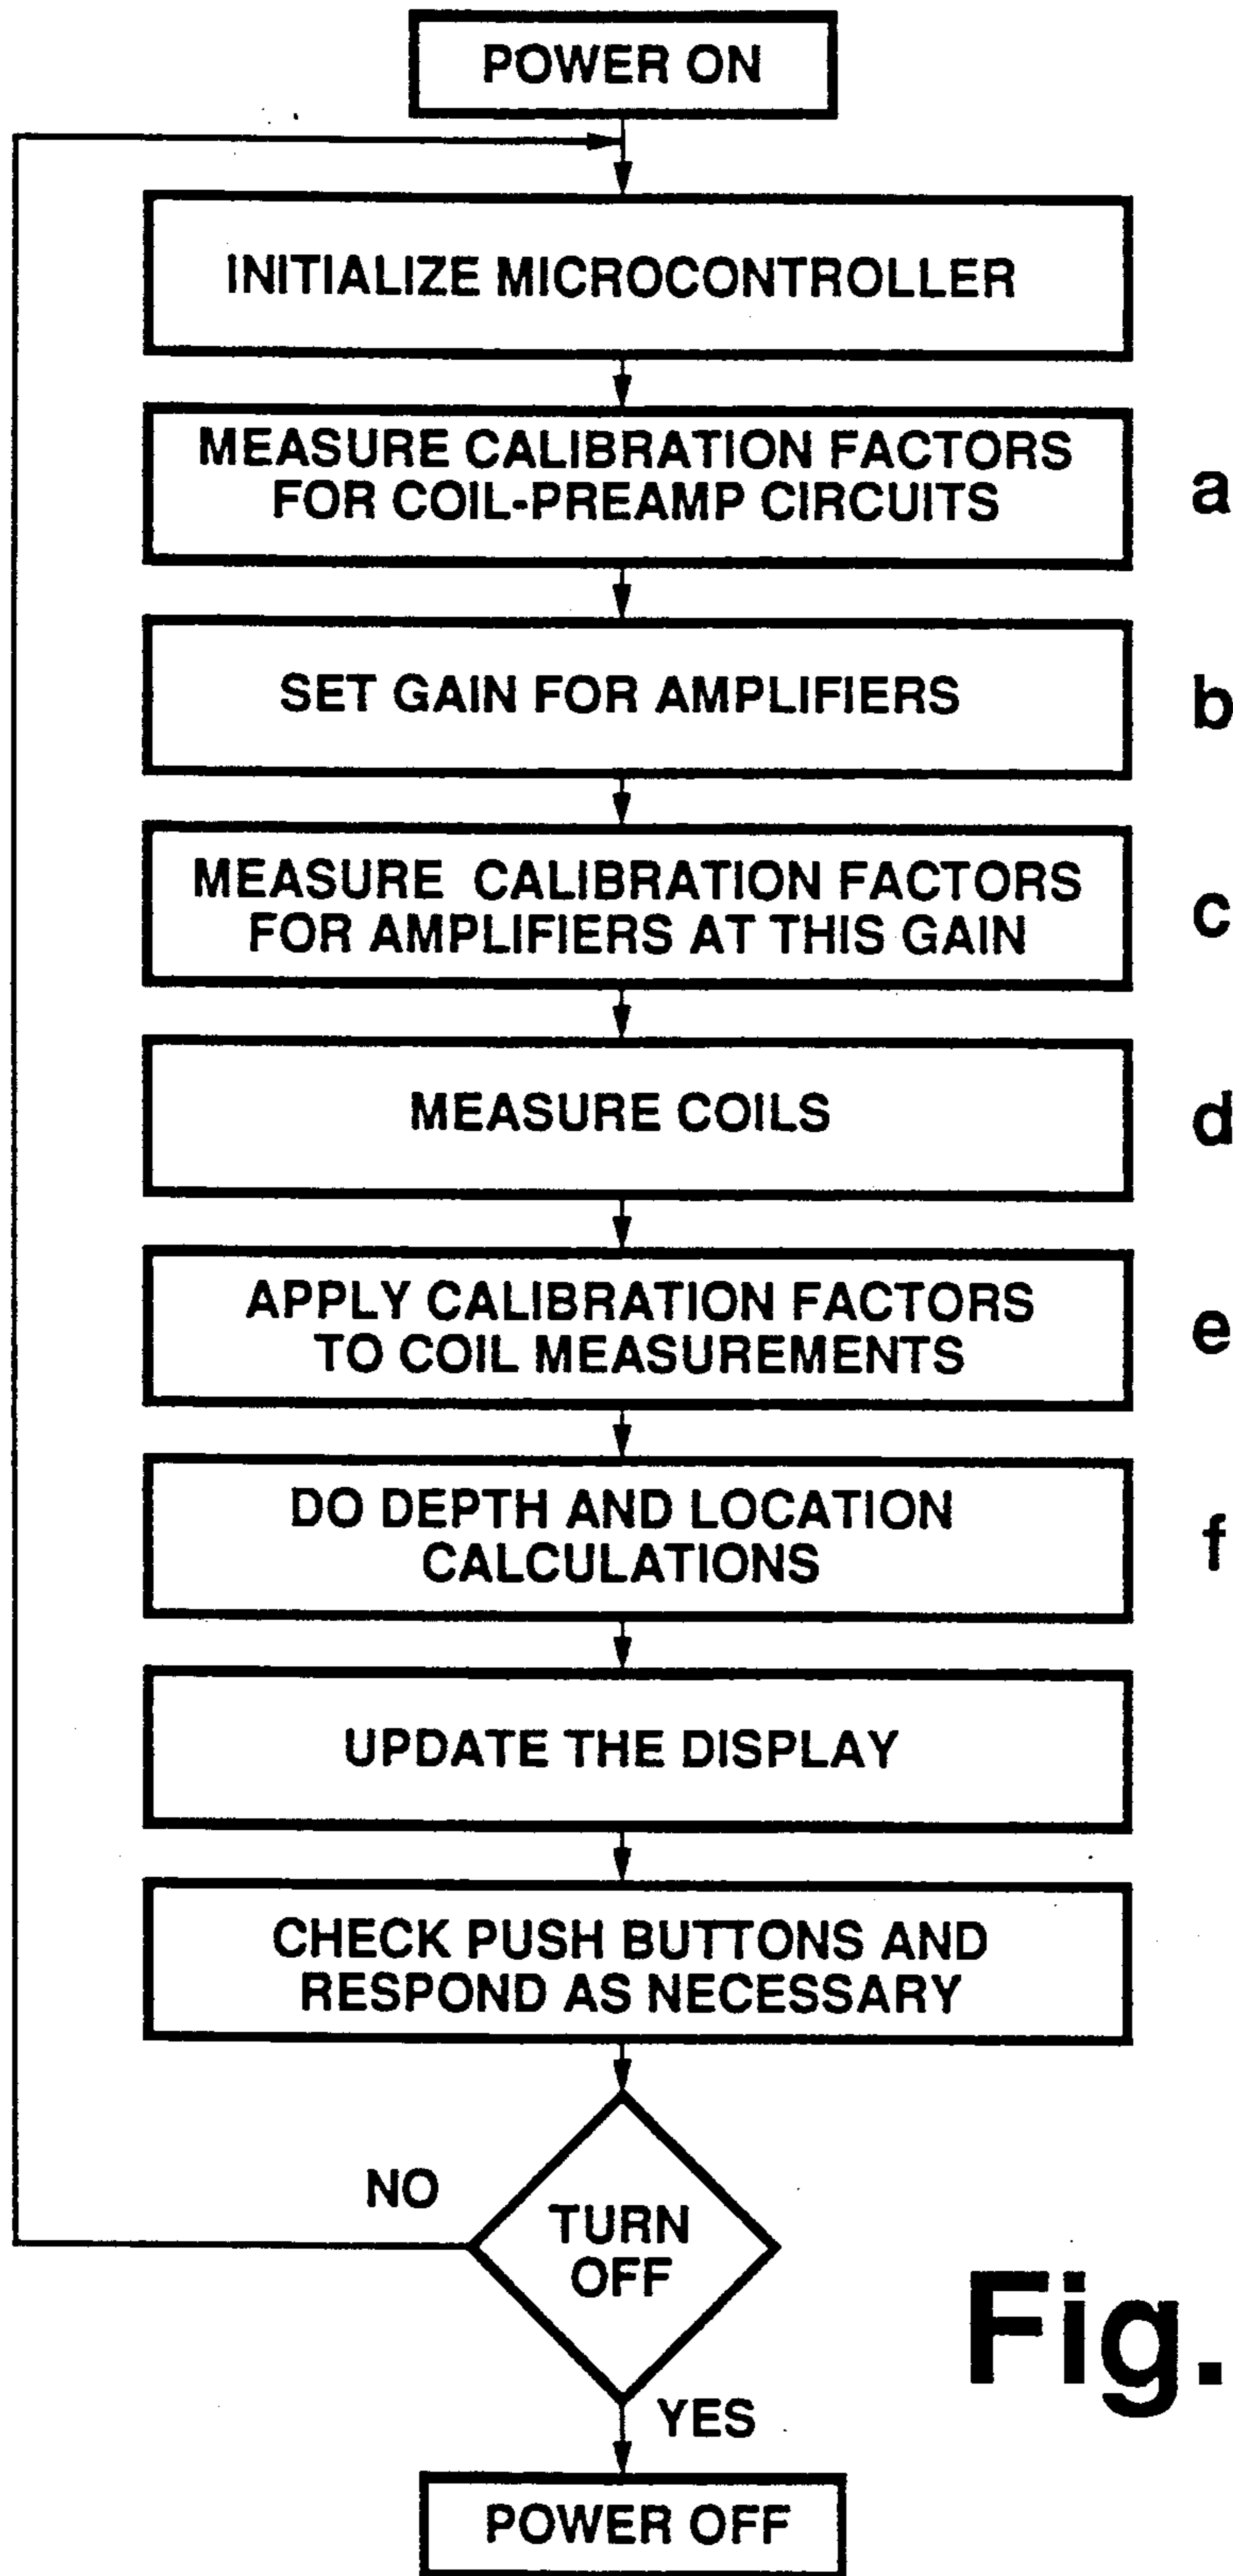 POWER ON
INITIALIZE MICROCONTROLLER
MEASURE CALIBRATION FACTORS
FOR COIL-PREAMP CIRCUITS
a
SET GAIN FOR AMPLIFIERS
b
MEASURE CALIBRATION FACTORS
FOR AMPLIFIERS AT THIS GAIN
c
MEASURE COILS
d
APPLY CALIBRATION FACTORS
TO COIL MEASUREMENTS
e
DO DEPTH AND LOCATION
CALCULATIONS
f
UPDATE THE DISPLAY
CHECK PUSH BUTTONS AND
RESPOND AS NECESSARY
NO
TURN
OFF
Fig.
YES
POWER OFF